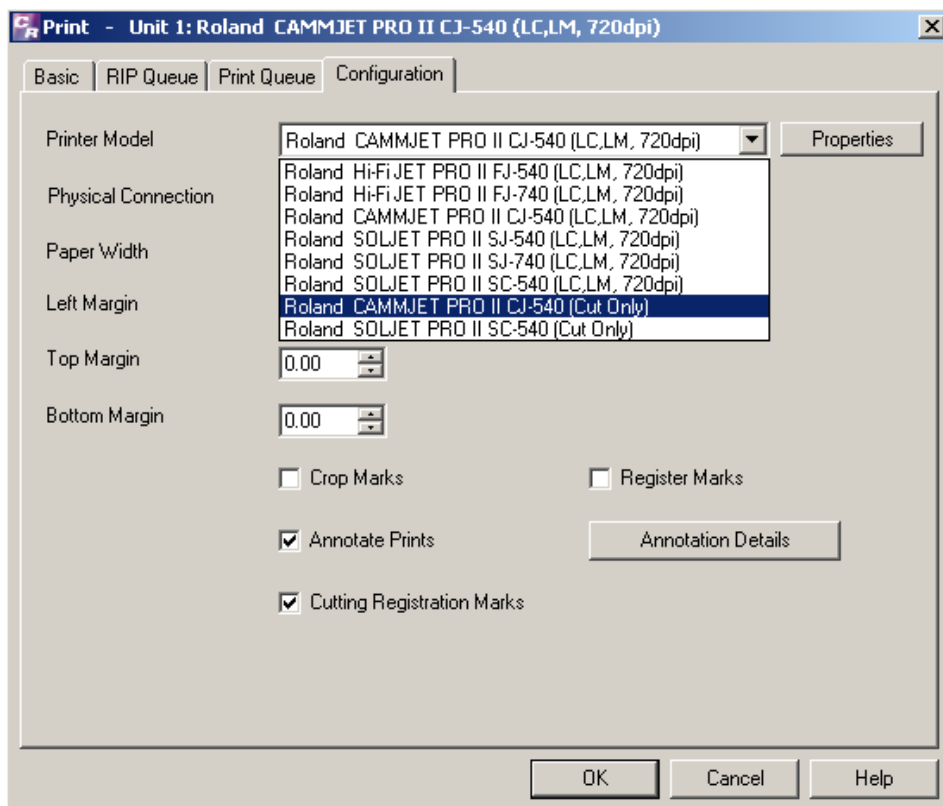 Print - Unit 1: Roland CAMMJET PRO II CJ-540 (LC,LM, 720dpi)
Basic RIP Queue Print Queue Configuration
Printer Model Roland CAMMJET PRO II CJ-540 (LC,LM, 720dpi) Properties
Roland Hi-Fi JET PRO II FJ-540 (LC,LM, 720dpi)
Roland Hi-Fi JET PRO II FJ-740 (LC,LM, 720dpi)
Physical Connection
Roland CAMMJET PRO II CJ-540 (LC,LM, 720dpi)
Roland SOLJET PRO II SJ-540 (LC,LM, 720dpi)
Paper Width
Roland SOLJET PRO II SJ-740 (LC,LM, 720dpi)
Roland SOLJET PRO II SC-540 (LC,LM, 720dpi)
Left Margin Roland CAMMJET PRO II CJ-540 (Cut Only)
Roland SOLJET PRO II SC-540 (Cut Only)
Top Margin 0.00
Bottom Margin 0.00
Crop Marks Register Marks
Annotate Prints Annotation Details
Cutting Registration Marks
OK Cancel Help